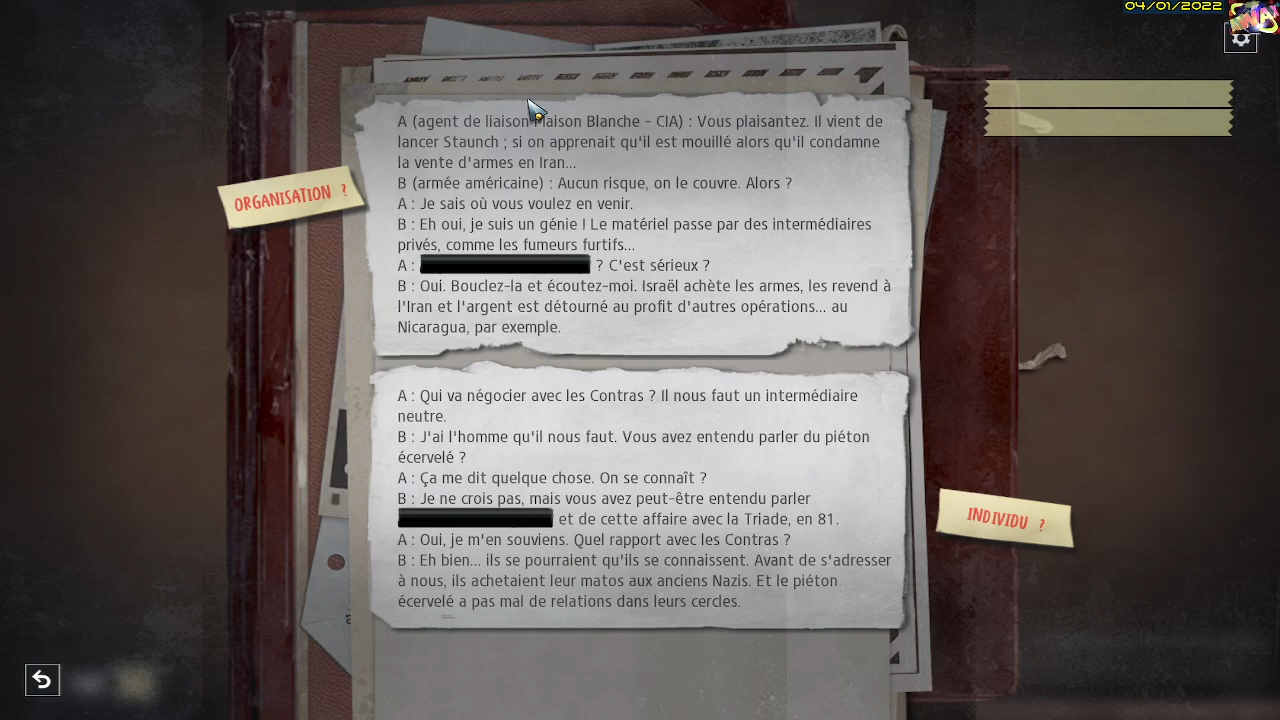 04/01/2022
A (agent de liaison Maison Blanche - CIA) : Vous plaisantez. Il vient de
lancer Staunch ; si on apprenait qu'il est mouillé alors qu'il condamne
la vente d'armes en Iran...
B (armée américaine) : Aucun risque, on le couvre. Alors ?
A : Je sais où vous voulez en venir.
B : Eh oui, je suis un génie ! Le matériel passe par des intermédiaires
privés, comme les fumeurs furtifs...
A : ? C'est sérieux ?
B : Oui. Bouclez-la et écoutez-moi. Israël achète les armes, les revend à
l'Iran et l'argent est détourné au profit d'autres opérations... au
Nicaragua, par exemple.
ORGANISATION ?
A : Qui va négocier avec les Contras ? Il nous faut un intermédiaire
neutre.
B : J'ai l'homme qu'il nous faut. Vous avez entendu parler du piéton
écervelé ?
A : Ça me dit quelque chose. On se connaît ?
B : Je ne crois pas, mais vous avez peut-être entendu parler
et de cette affaire avec la Triade, en 81.
A : Oui, je m'en souviens. Quel rapport avec les Contras ?
B : Eh bien... ils se pourraient qu'ils se connaissent. Avant de s'adresser
à nous, ils achetaient leur matos aux anciens Nazis. Et le piéton
écervelé a pas mal de relations dans leurs cercles.
INDIVIDU ?